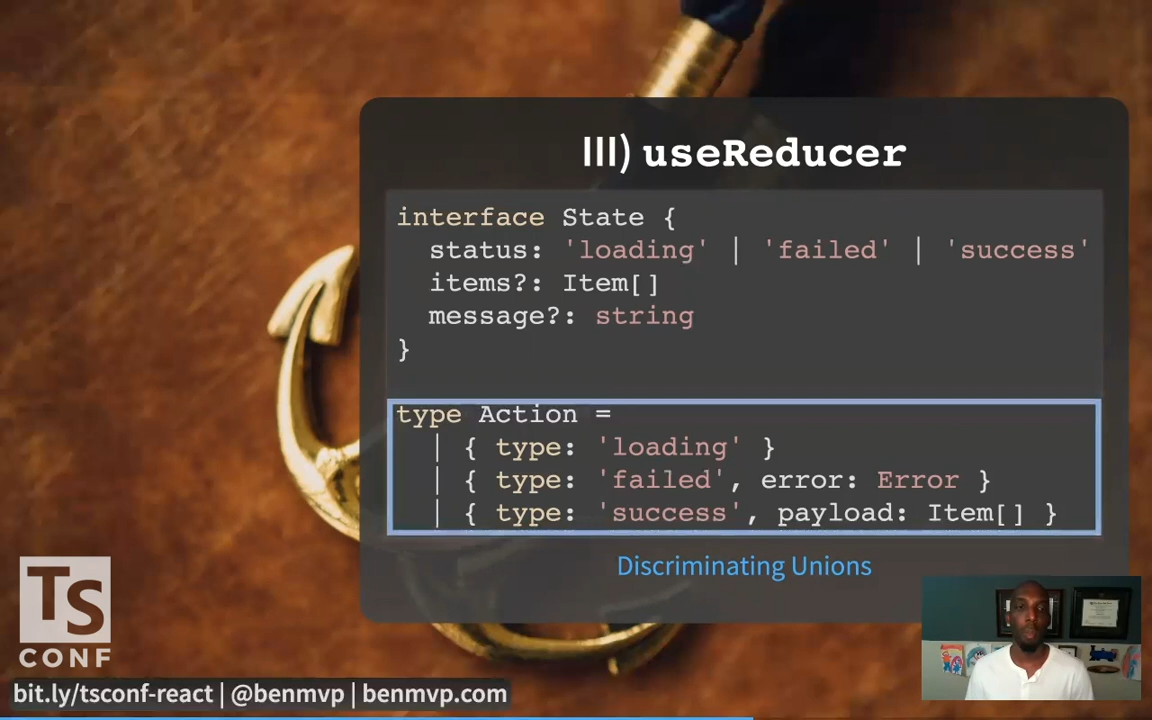 III) useReducer
interface State {
status: 'loading' | 'failed' | 'success'
items?: Item[]
message?: string
}
type Action =
| { type: 'loading' }
| { type: 'failed', error: Error }
| { type: 'success', payload: Item[] }
Discriminating Unions
TS
CONF
bit.ly/tsconf-react | @benmvp | benmvp.com